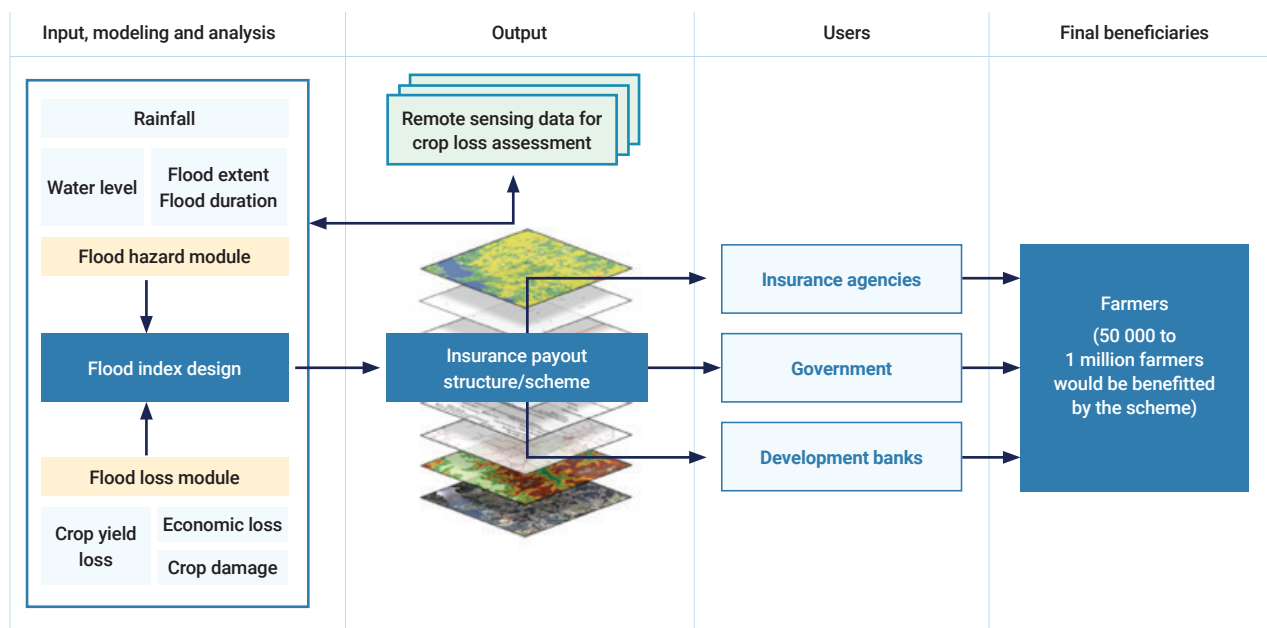 Input, modeling and analysis
Output
Users
Final beneficiaries
Rainfall
Water level
Flood extent
Flood duration
Flood hazard module
Flood index design
Flood loss module
Crop yield
loss
Economic loss
Crop damage
Remote sensing data for
crop loss assessment
Insurance payout
structure/scheme
Insurance agencies
Government
Development banks
Farmers
(50 000 to
1 million farmers
would be benefitted
by the scheme)